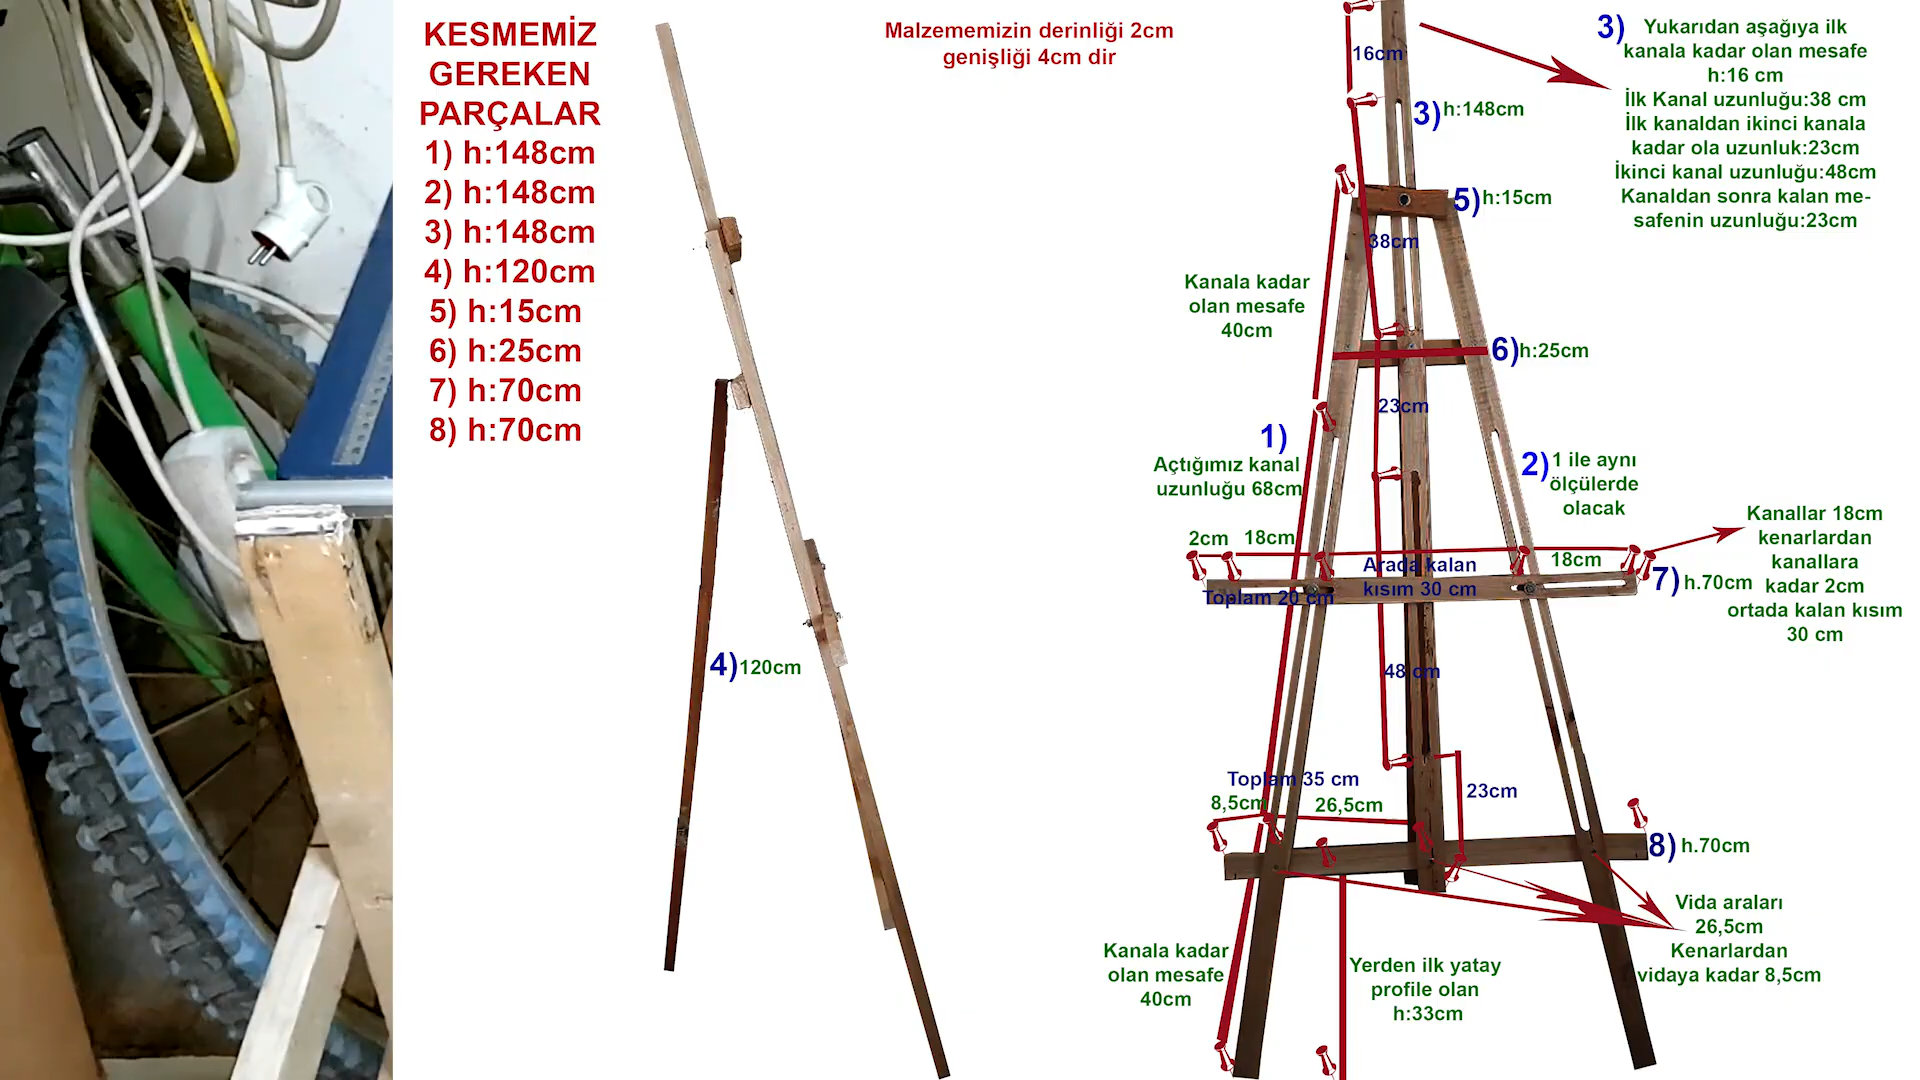 KESMEMİZ
GEREKEN
PARÇALAR
1) h:148cm
2) h:148cm
3) h:148cm
4) h:120cm
5) h:15cm
6) h:25cm
7) h:70cm
8) h:70cm
Malzememizin derinliği 2cm
genişliği 4cm dir
4) 120cm
16cm
3) h:148cm
5) h:15cm
38cm
Kanala kadar
olan mesafe
40cm
6) h:25cm
23cm
1)
Açtığımız kanal
uzunluğu 68cm
2) 1 ile aynı
ölçülerde
olacak
2cm 18cm
Arada kalan
kısım 30 cm
18cm
Toplam 20 cm
7) h.70cm
48 cm
Toplam 35 cm
8,5cm 26,5cm
23cm
8) h.70cm
Kanala kadar
olan mesafe
40cm
Yerden ilk yatay
profile olan
h:33cm
3) Yukarıdan aşağıya ilk
kanala kadar olan mesafe
h:16 cm
İlk Kanal uzunluğu:38 cm
İlk kanaldan ikinci kanala
kadar ola uzunluk:23cm
İkinci kanal uzunluğu:48cm
Kanaldan sonra kalan me-
safenin uzunluğu:23cm
Kanallar 18cm
kenarlardan
kanallara
kadar 2cm
ortada kalan kısım
30 cm
Vida araları
26,5cm
Kenarlardan
vidaya kadar 8,5cm